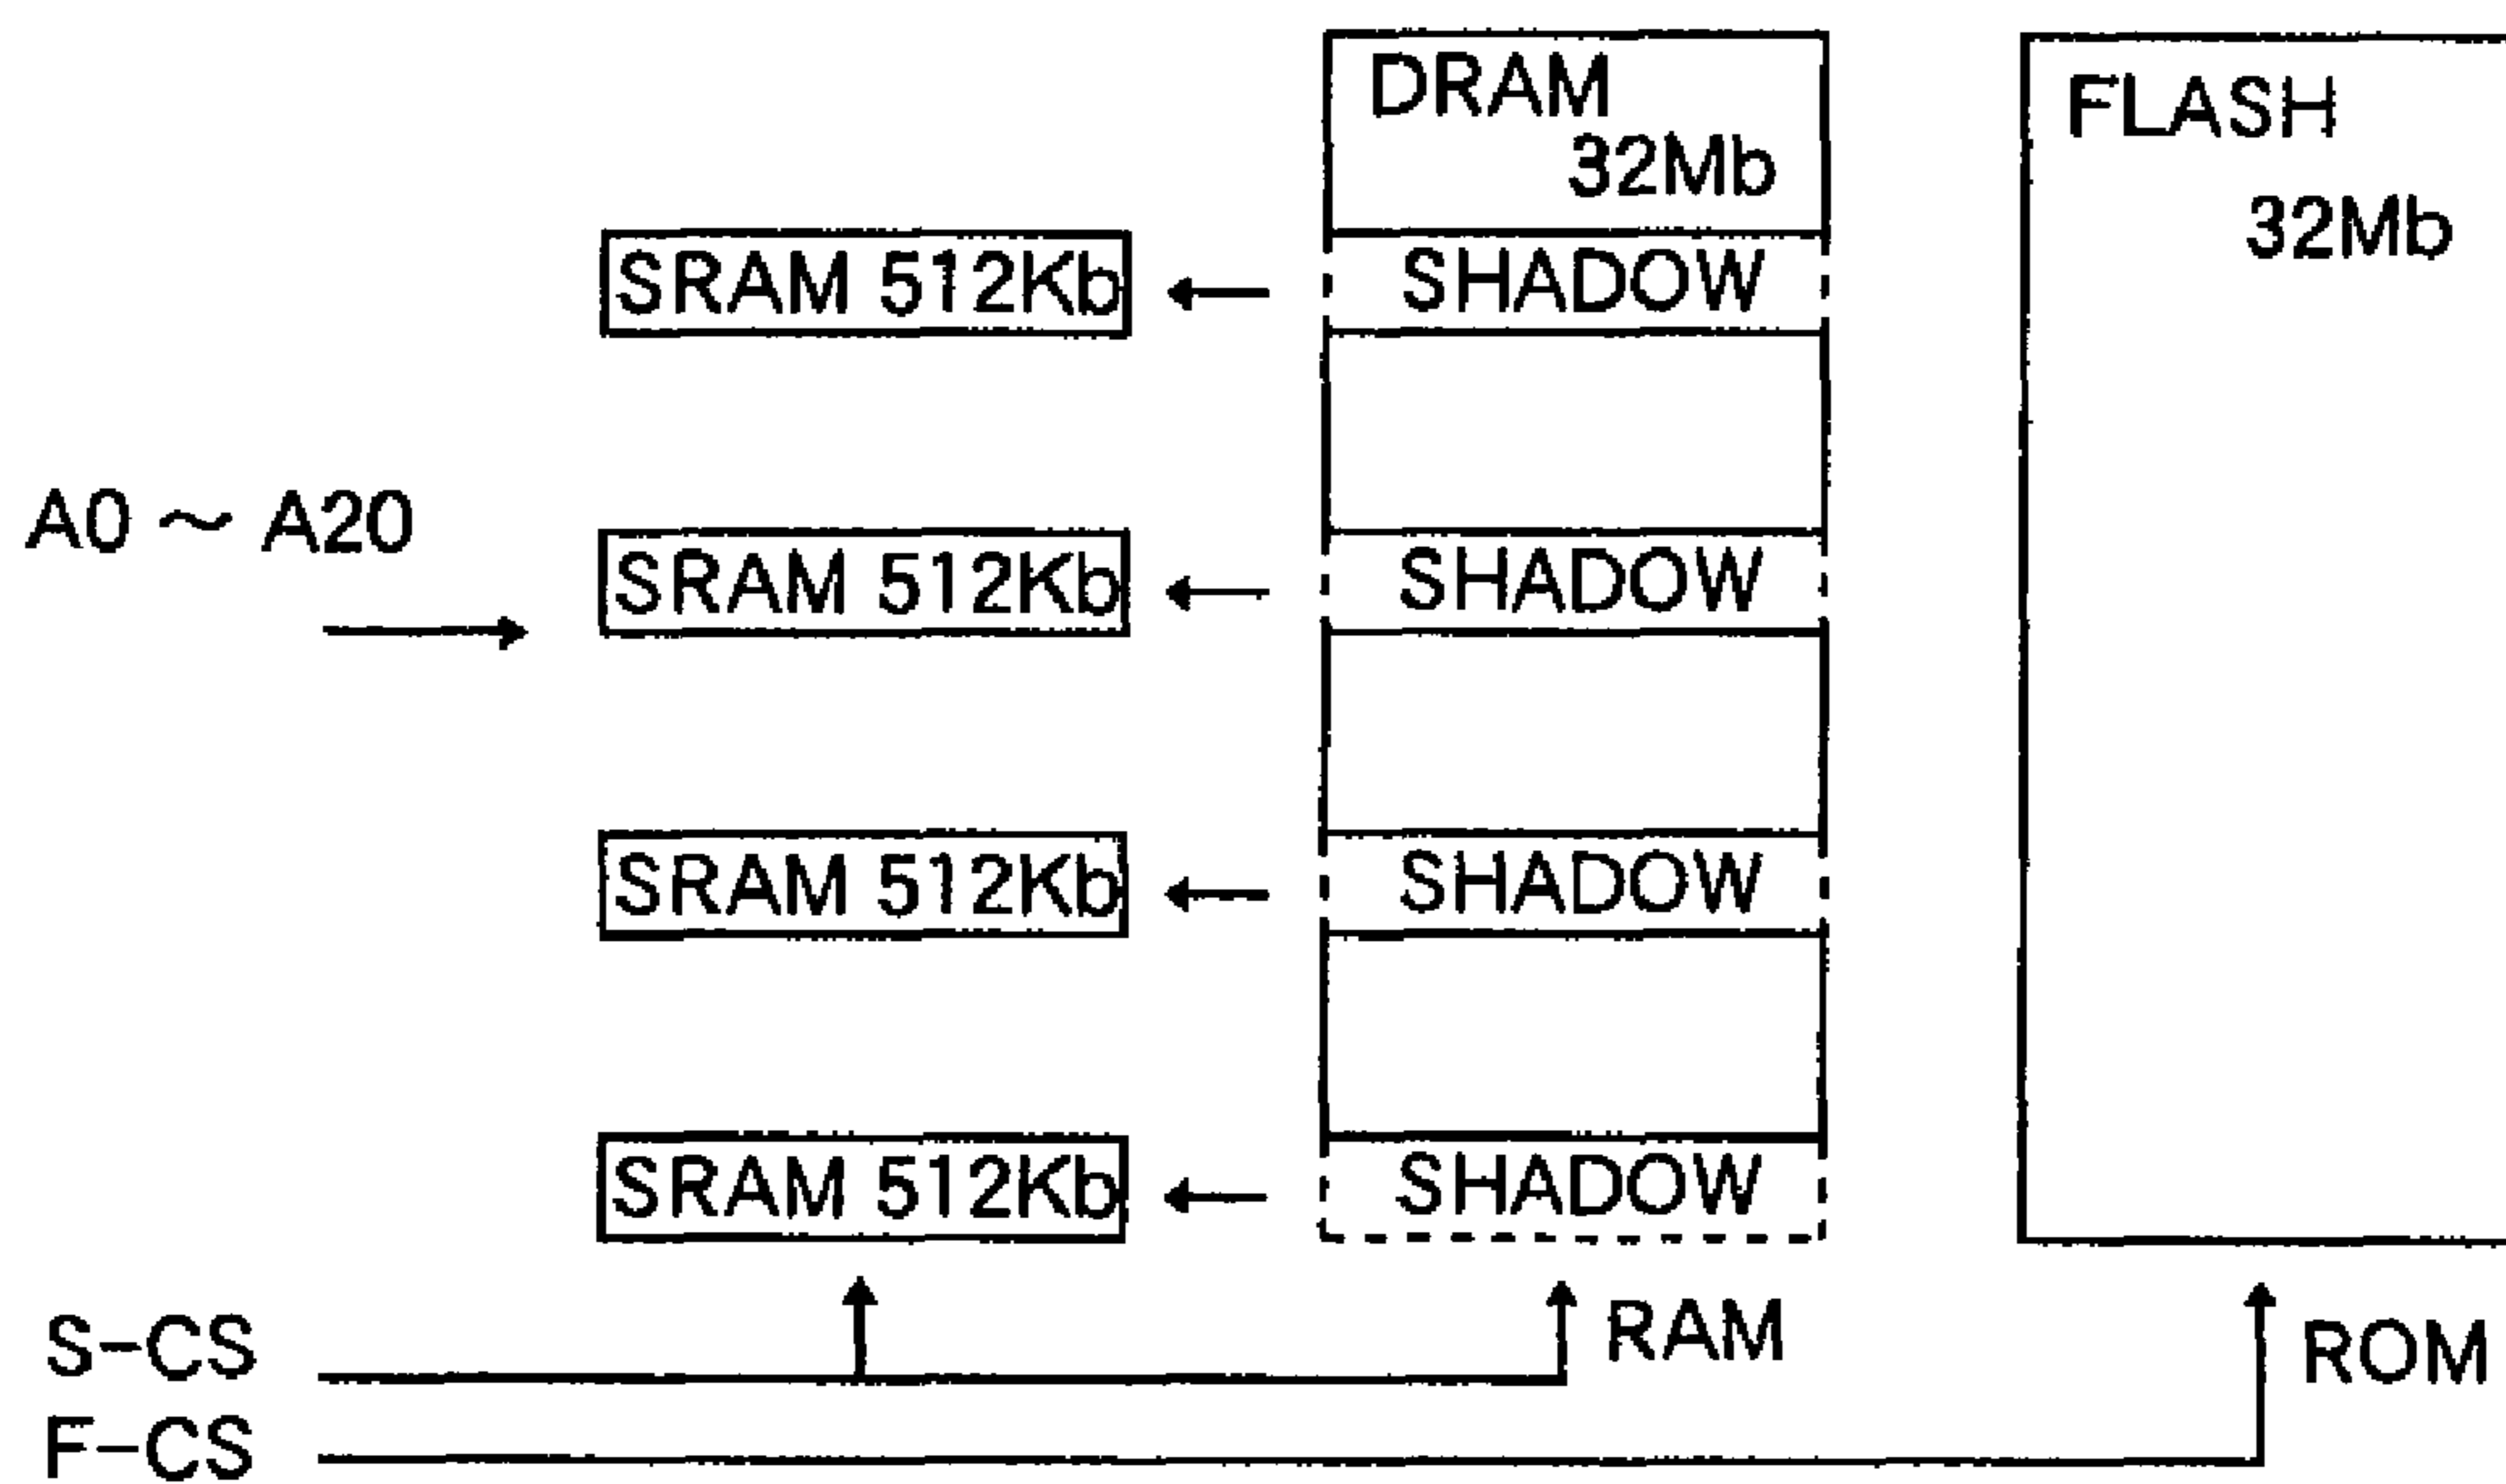 DRAM
32Mb
FLASH
32Mb
SRAM 512Kb
SHADOW
A0 ~ A20
SRAM 512Kb
SHADOW
SRAM 512Kb
SHADOW
SRAM 512Kb
SHADOW
S-CS
RAM
ROM
F-CS